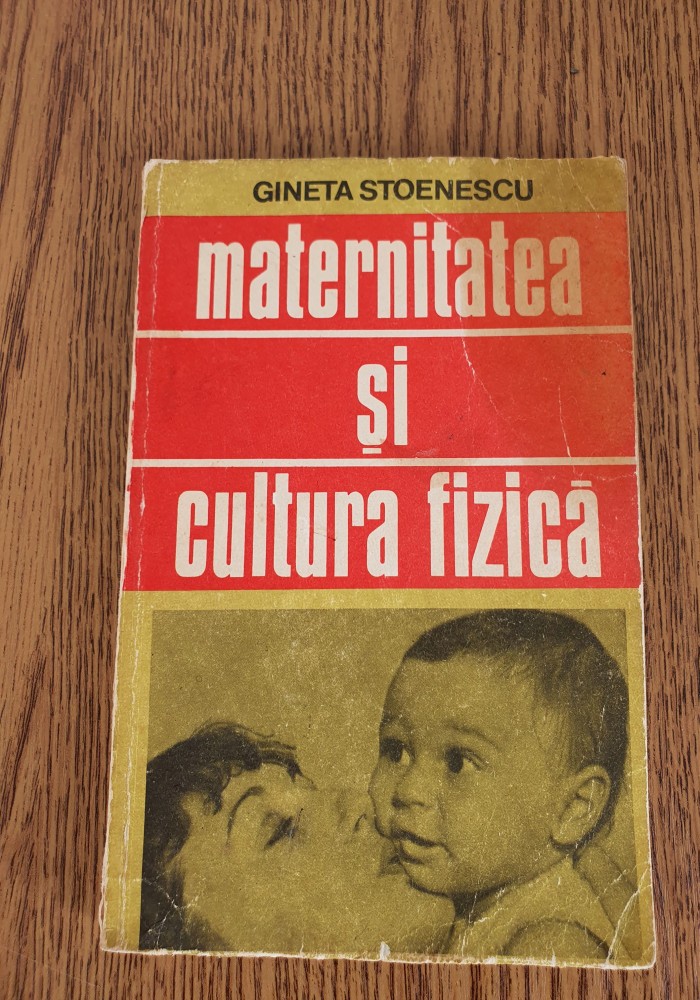 GINETA STOENESCU
maternitatea
și
cultura fizică